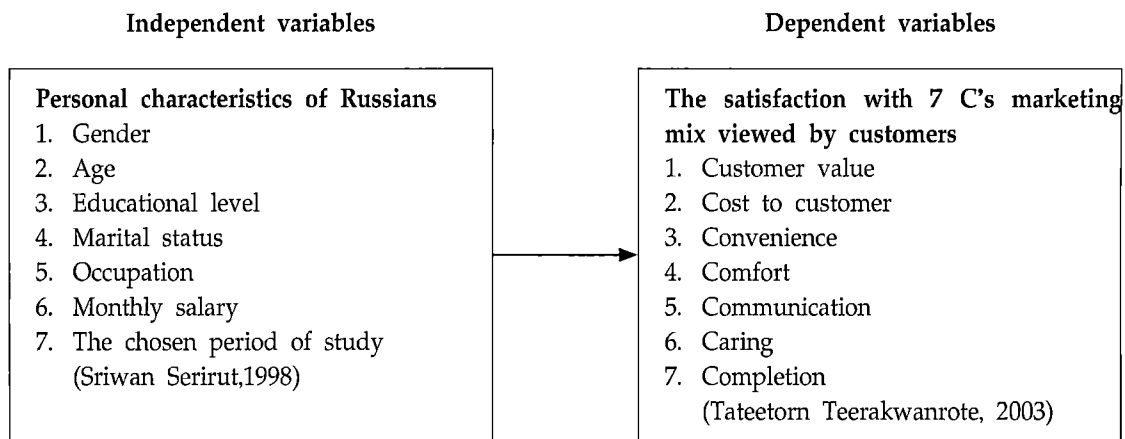 Independent variables
Dependent variables
Personal characteristics of Russians
1. Gender
2. Age
3. Educational level
4. Marital status
5. Occupation
6. Monthly salary
7. The chosen period of study
(Sriwan Serirut,1998)
The satisfaction with 7 C's marketing
mix viewed by customers
1. Customer value
2. Cost to customer
3. Convenience
4. Comfort
5. Communication
6. Caring
7. Completion
(Tateetorn Teerakwanrote, 2003)